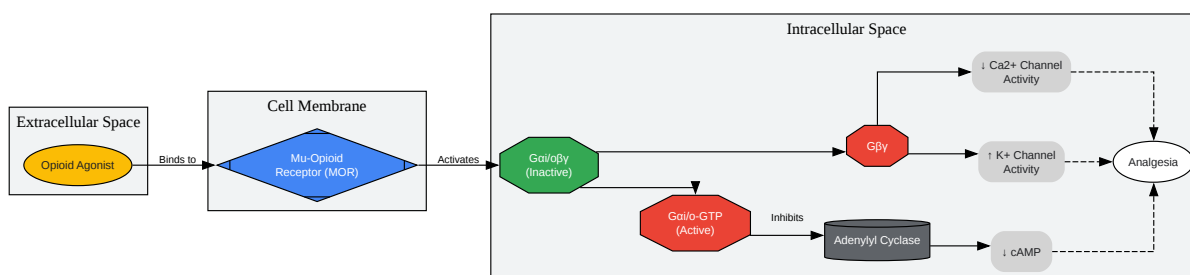 Intracellular Space
↓ Ca2+ Channel
Activity
Cell Membrane
Extracellular Space
Opioid Agonist
Binds to
Mu-Opioid
Receptor (MOR)
Activates
Gαi/oβγ
(Inactive)
Gβγ
↑ K+ Channel
Activity
Analgesia
Gαi/o-GTP
(Active)
Inhibits
Adenylyl Cyclase
↓ cAMP